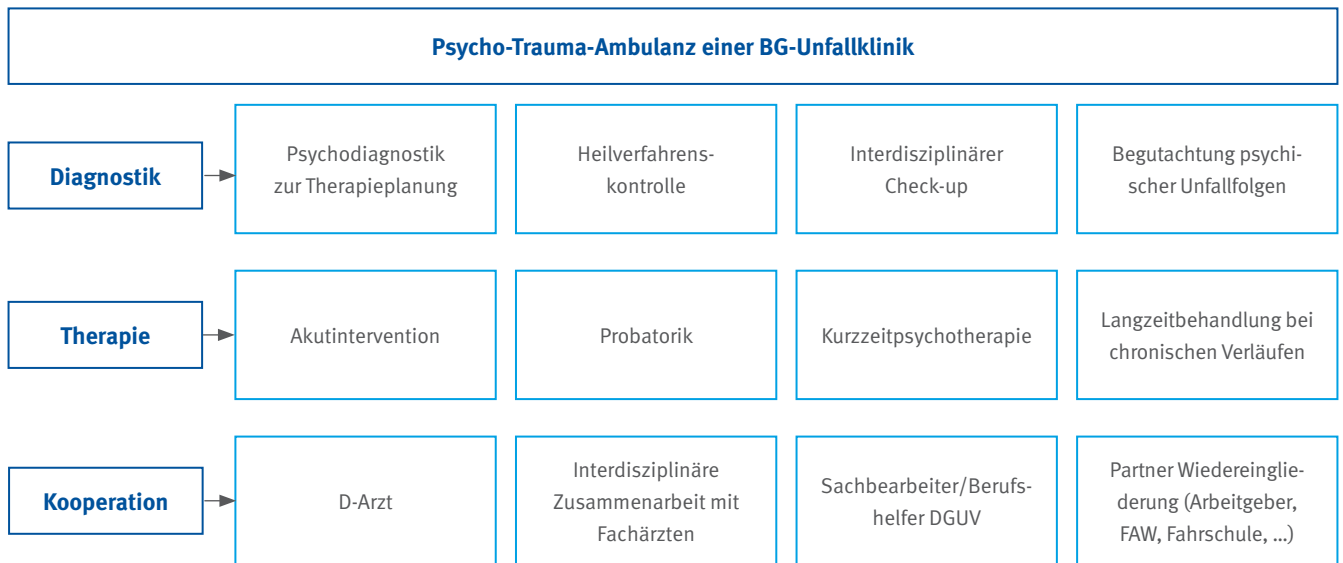 Psycho-Trauma-Ambulanz einer BG-Unfallklinik
Diagnostik
Psychodiagnostik
zur Therapieplanung
Heilverfahrens-
kontrolle
Interdisziplinärer
Check-up
Begutachtung psychi-
scher Unfallfolgen
Therapie
Akutintervention
Probatorik
Kurzzeitpsychotherapie
Langzeitbehandlung bei
chronischen Verläufen
Kooperation
D-Arzt
Interdisziplinäre
Zusammenarbeit mit
Fachärzten
Sachbearbeiter/Berufs-
helfer DGUV
Partner Wiedereinglie-
derung (Arbeitgeber,
FAW, Fahrschule, ...)